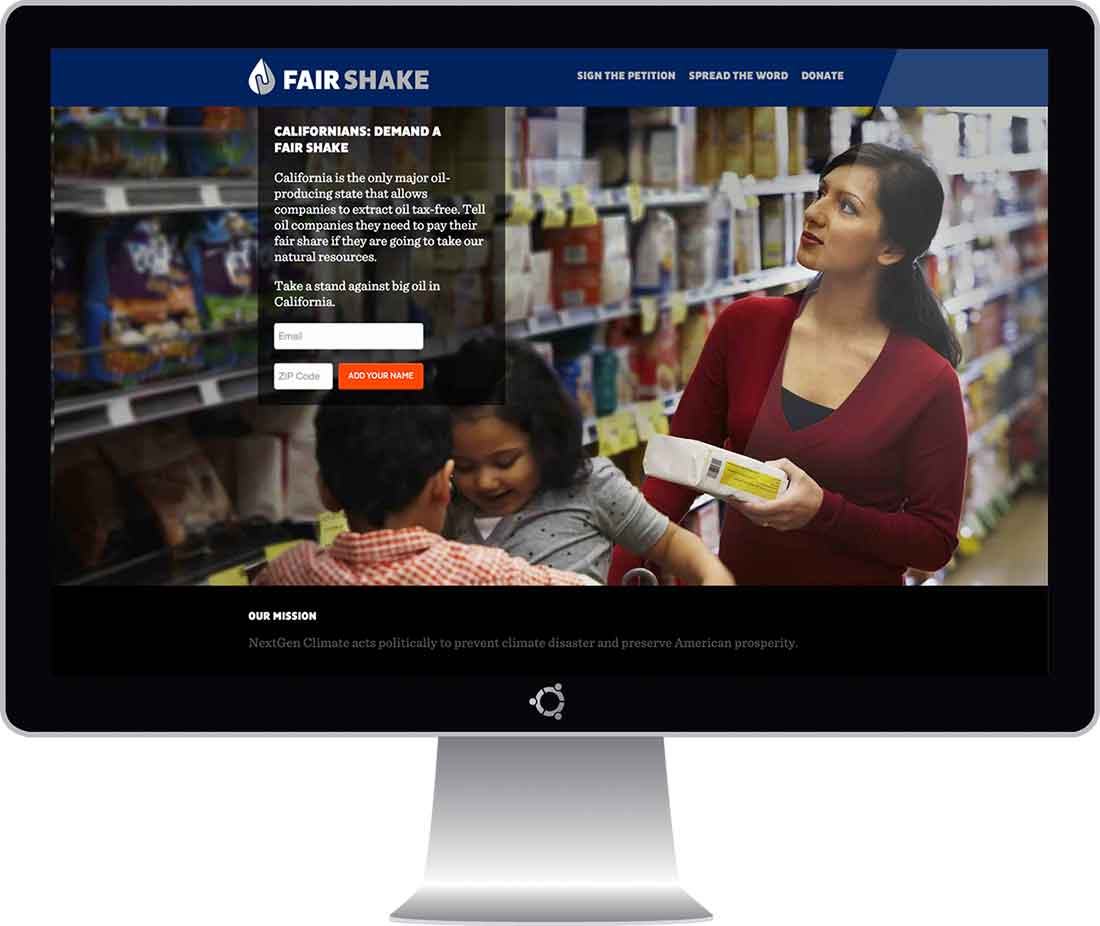 FAIR SHAKE
SIGN THE PETITION SPREAD THE WORD DONATE
CALIFORNIANS: DEMAND A
FAIR SHAKE
California is the only major oil-
producing state that allows
companies to extract oil tax-free. Tell
oil companies they need to pay their
fair share if they are going to take our
natural resources.
Take a stand against big oil in
California.
Email
ZIP Code ADD YOUR NAME
OUR MISSION
NextGen Climate acts politically to prevent climate disaster and preserve American prosperity.